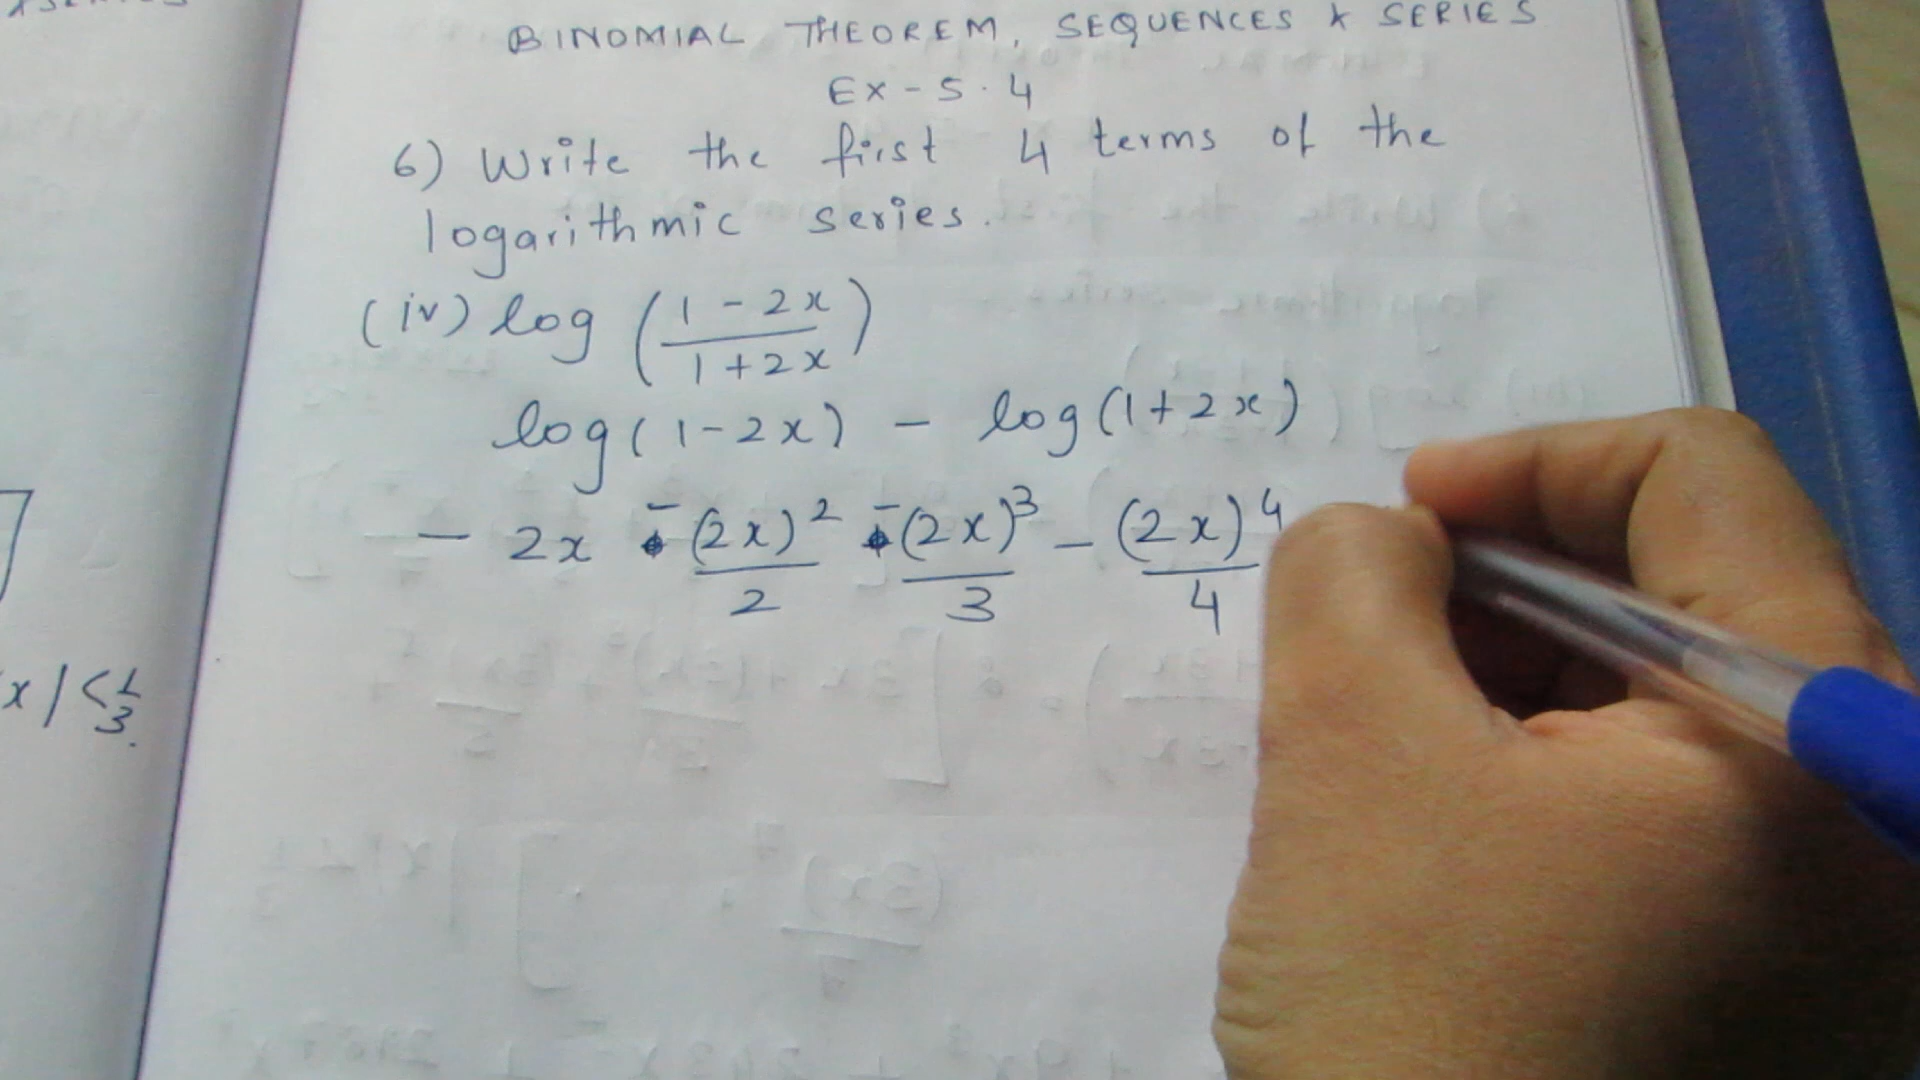 BINOMIAL THEOREM, SEQUENCES & SERIES
EX - 5.4
6) Write the first 4 terms of the
logarithmic series.
(iv) log (1 - 2x / 1 + 2x)
log(1 - 2x) - log(1 + 2x)
- 2x - (2x)^2 / 2 - (2x)^3 / 3 - (2x)^4 / 4
x | < 1/3.